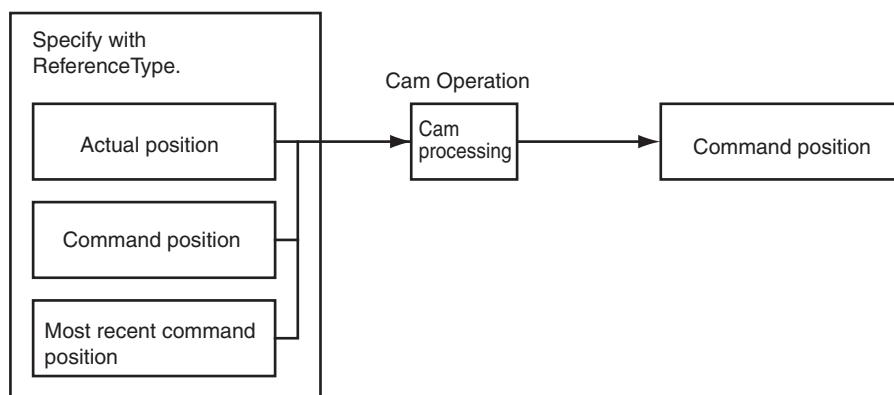 Specify with
ReferenceType.
Actual position
Command position
Most recent command
position
Cam Operation
Cam
processing
Command position